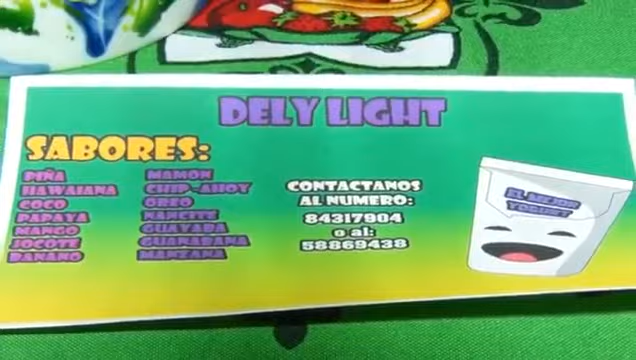 DELY LIGHT
SABORES:
PIÑA
HAWAIANA
COCO
PAPAYA
MANGO
JOCOTE
BANANO
MAMON
CHIP-AHOY
OREO
NANCITE
GUAYABA
GUANABANA
MANZANA
CONTACTANOS
AL NUMERO:
84317904
o al:
58869438
EL MEJOR
YOGURT